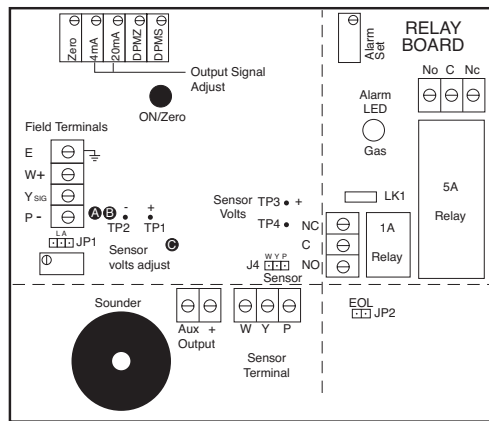 Zero
4mA
20mA
DPMZ
DPMS
Output Signal
Adjust
ON/Zero
Alarm
Set
RELAY
BOARD
No C Nc
Alarm
LED
Gas
Field Terminals
E
W+
Y SIG
P -
A B
- +
TP2 TP1
L A
JP1
Sensor
volts adjust
C
Sensor
Volts
TP3 +
TP4
W Y P
J4
Sensor
LK1
NC
C
NO
1A
Relay
5A
Relay
Sounder
Aux +
Output
W Y P
Sensor
Terminal
EOL
JP2